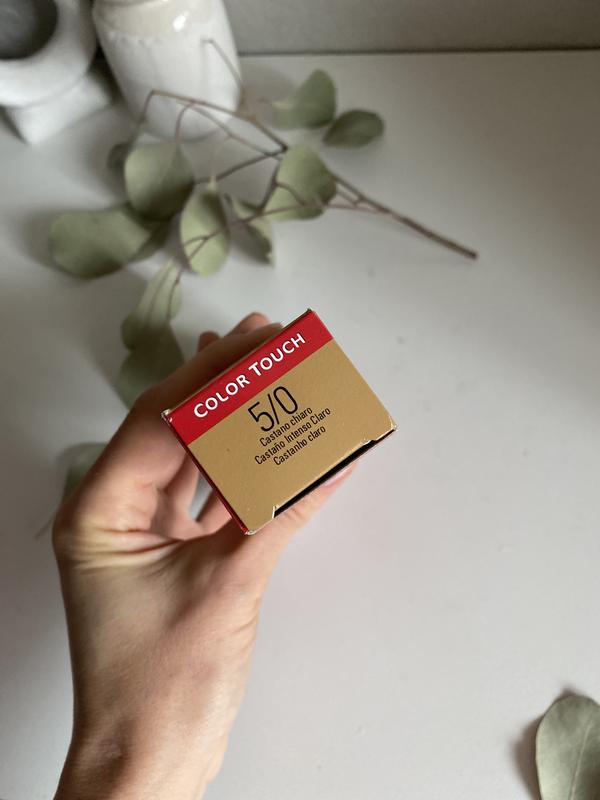 COLOR TOUCH
5/0
Castano chiaro
Castaño Intenso Claro
Castanho claro